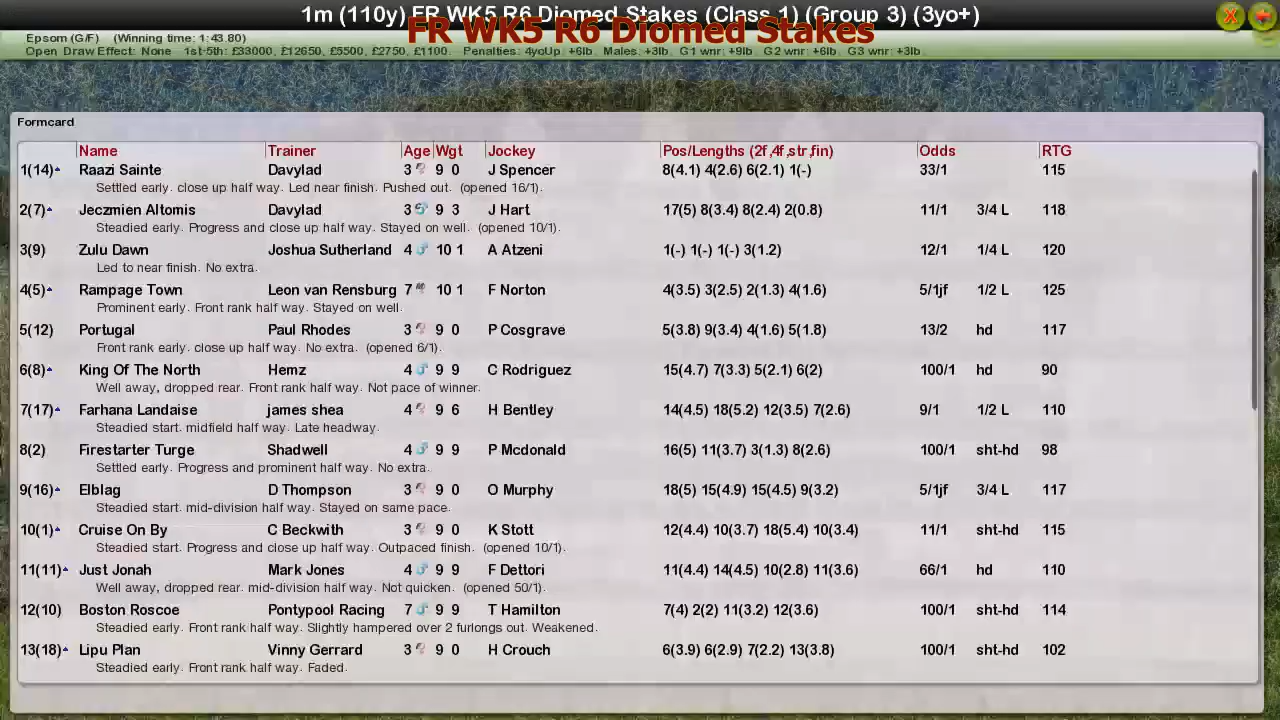 1m (110y) FR WK5 R6 Diomed Stakes (Class 1) (Group 3) (3yo+)
FR WK5 R6 Diomed Stakes
Epsom (G/F) (Winning time: 1:43.80)
Open Draw Effect: None 1st-5th: £33000, £12650, £5500, £2750, £1100. Penalties: 4yoUp, +6lb. Males: +3lb. G1 wnr: +9lb G2 wnr: +6lb. G3 wnr: +3lb.
Formcard
Name Trainer Age Wgt Jockey Pos/Lengths (2f,4f,str,fin) Odds RTG
1(14) Raazi Sainte Davylad 3 9 0 J Spencer 8(4.1) 4(2.6) 6(2.1) 1(-) 33/1 115
Settled early. close up half way. Led near finish. Pushed out. (opened 16/1).
2(7) Jeczmien Altomis Davylad 3 9 3 J Hart 17(5) 8(3.4) 8(2.4) 2(0.8) 11/1 3/4 L 118
Steadied early. Progress and close up half way. Stayed on well. (opened 10/1).
3(9) Zulu Dawn Joshua Sutherland 4 10 1 A Atzeni 1(-) 1(-) 1(-) 3(1.2) 12/1 1/4 L 120
Led to near finish. No extra.
4(5) Rampage Town Leon van Rensburg 7 10 1 F Norton 4(3.5) 3(2.5) 2(1.3) 4(1.6) 5/1jf 1/2 L 125
Prominent early. Front rank half way. Stayed on well.
5(12) Portugal Paul Rhodes 3 9 0 P Cosgrave 5(3.8) 9(3.4) 4(1.6) 5(1.8) 13/2 hd 117
Front rank early. close up half way. No extra. (opened 6/1).
6(8) King Of The North Hemz 4 9 9 C Rodriguez 15(4.7) 7(3.3) 5(2.1) 6(2) 100/1 hd 90
Well away, dropped rear. Front rank half way. Not pace of winner.
7(17) Farhana Landaise james shea 4 9 6 H Bentley 14(4.5) 18(5.2) 12(3.5) 7(2.6) 9/1 1/2 L 110
Steadied start. midfield half way. Late headway.
8(2) Firestarter Turge Shadwell 4 9 9 P Mcdonald 16(5) 11(3.7) 3(1.3) 8(2.6) 100/1 sht-hd 98
Settled early. Progress and prominent half way. No extra.
9(16) Elblag D Thompson 3 9 0 O Murphy 18(5) 15(4.9) 15(4.5) 9(3.2) 5/1jf 3/4 L 117
Steadied start. mid-division half way. Stayed on same pace.
10(1) Cruise On By C Beckwith 3 9 0 K Stott 12(4.4) 10(3.7) 18(5.4) 10(3.4) 11/1 sht-hd 115
Steadied start. Progress and close up half way. Outpaced finish. (opened 10/1).
11(11) Just Jonah Mark Jones 4 9 9 F Dettori 11(4.4) 14(4.5) 10(2.8) 11(3.6) 66/1 hd 110
Well away, dropped rear. mid-division half way. Not quicken. (opened 50/1).
12(10) Boston Roscoe Pontypool Racing 7 9 9 T Hamilton 7(4) 2(2) 11(3.2) 12(3.6) 100/1 sht-hd 114
Steadied early. Front rank half way. Slightly hampered over 2 furlongs out. Weakened.
13(18) Lipu Plan Vinny Gerrard 3 9 0 H Crouch 6(3.9) 6(2.9) 7(2.2) 13(3.8) 100/1 sht-hd 102
Steadied early. Front rank half way. Faded.